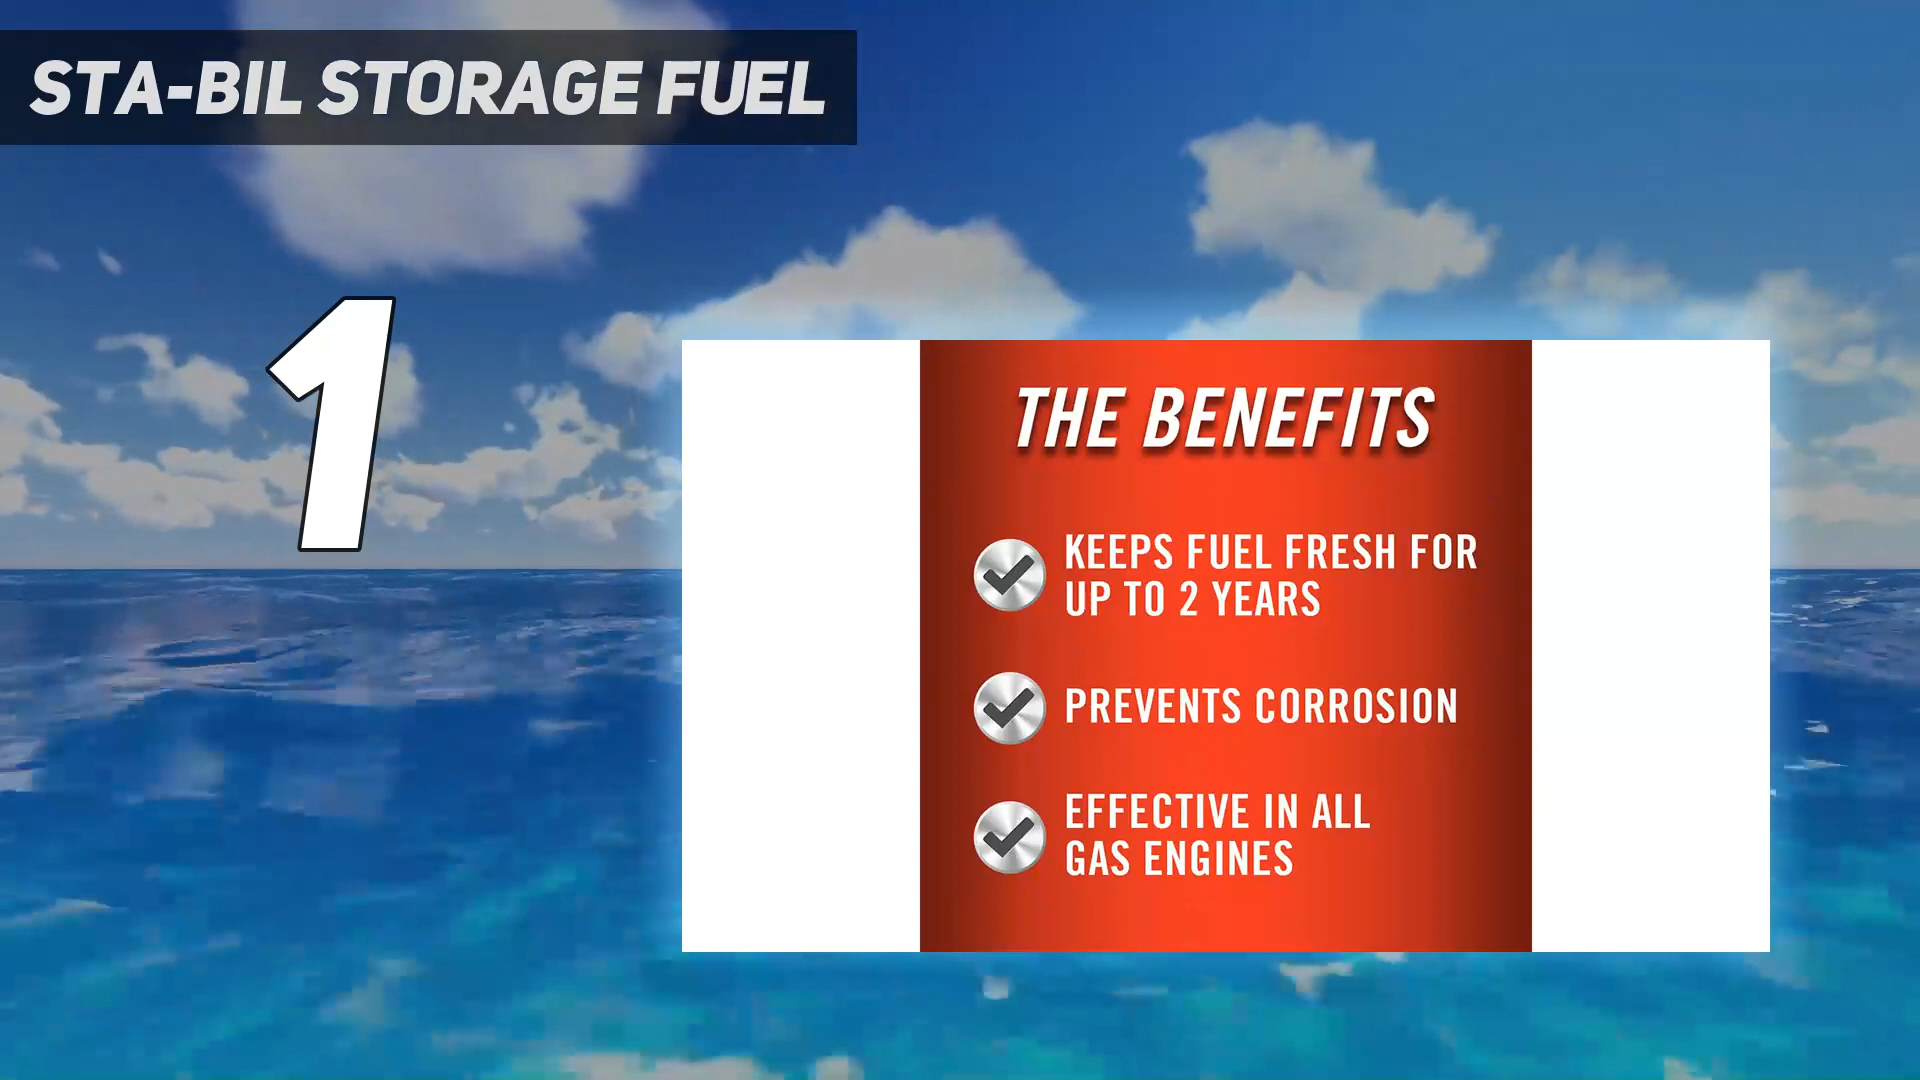 STA-BIL STORAGE FUEL
1
THE BENEFITS
KEEPS FUEL FRESH FOR
UP TO 2 YEARS
PREVENTS CORROSION
EFFECTIVE IN ALL
GAS ENGINES